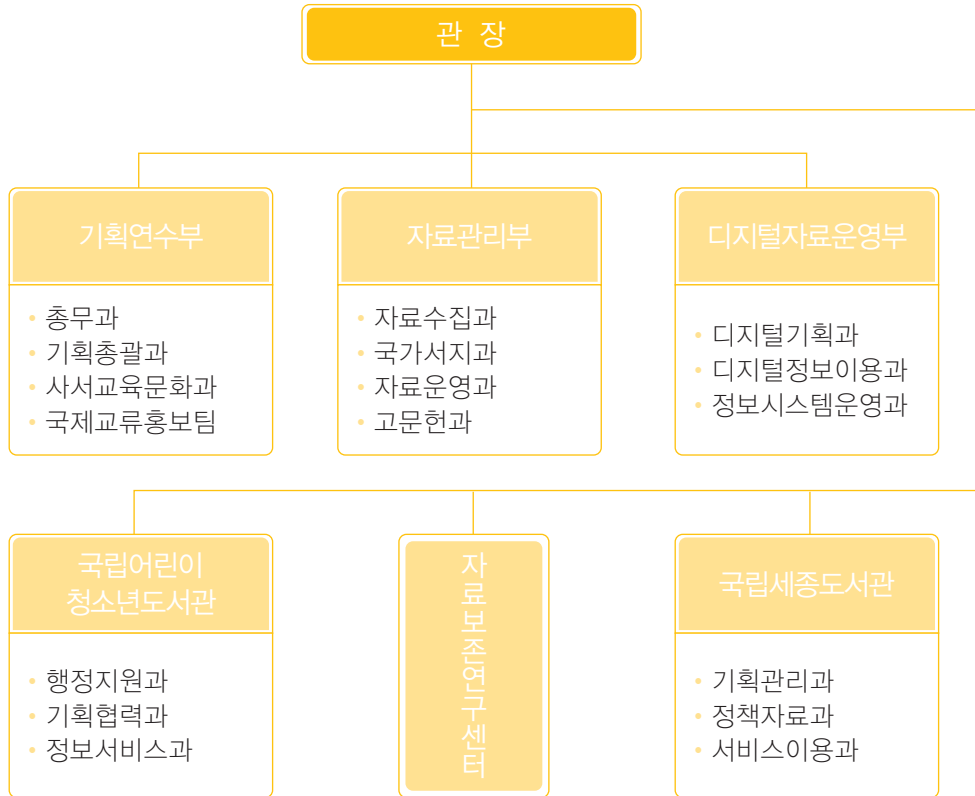 관 장
기획연수부
• 총무과
• 기획총괄과
• 사서교육문화과
• 국제교류홍보팀
자료관리부
• 자료수집과
• 국가서지과
• 자료운영과
• 고문헌과
디지털자료운영부
• 디지털기획과
• 디지털정보이용과
• 정보시스템운영과
국립어린이
청소년도서관
• 행정지원과
• 기획협력과
• 정보서비스과
자료보존연구센터
국립세종도서관
• 기획관리과
• 정책자료과
• 서비스이용과